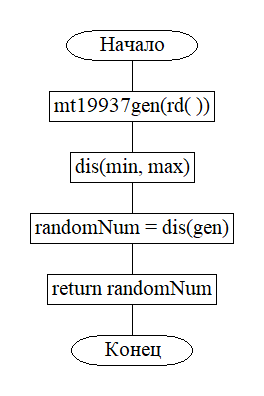 Начало
mt19937gen(rd( ))
dis(min, max)
randomNum = dis(gen)
return randomNum
Конец